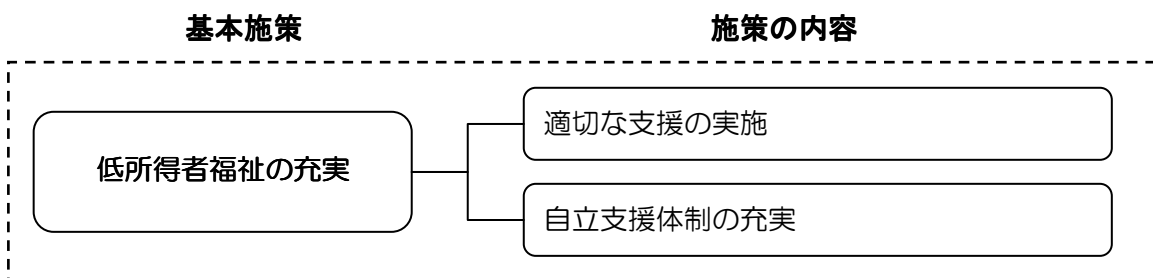 基本施策
施策の内容
低所得者福祉の充実
適切な支援の実施
自立支援体制の充実